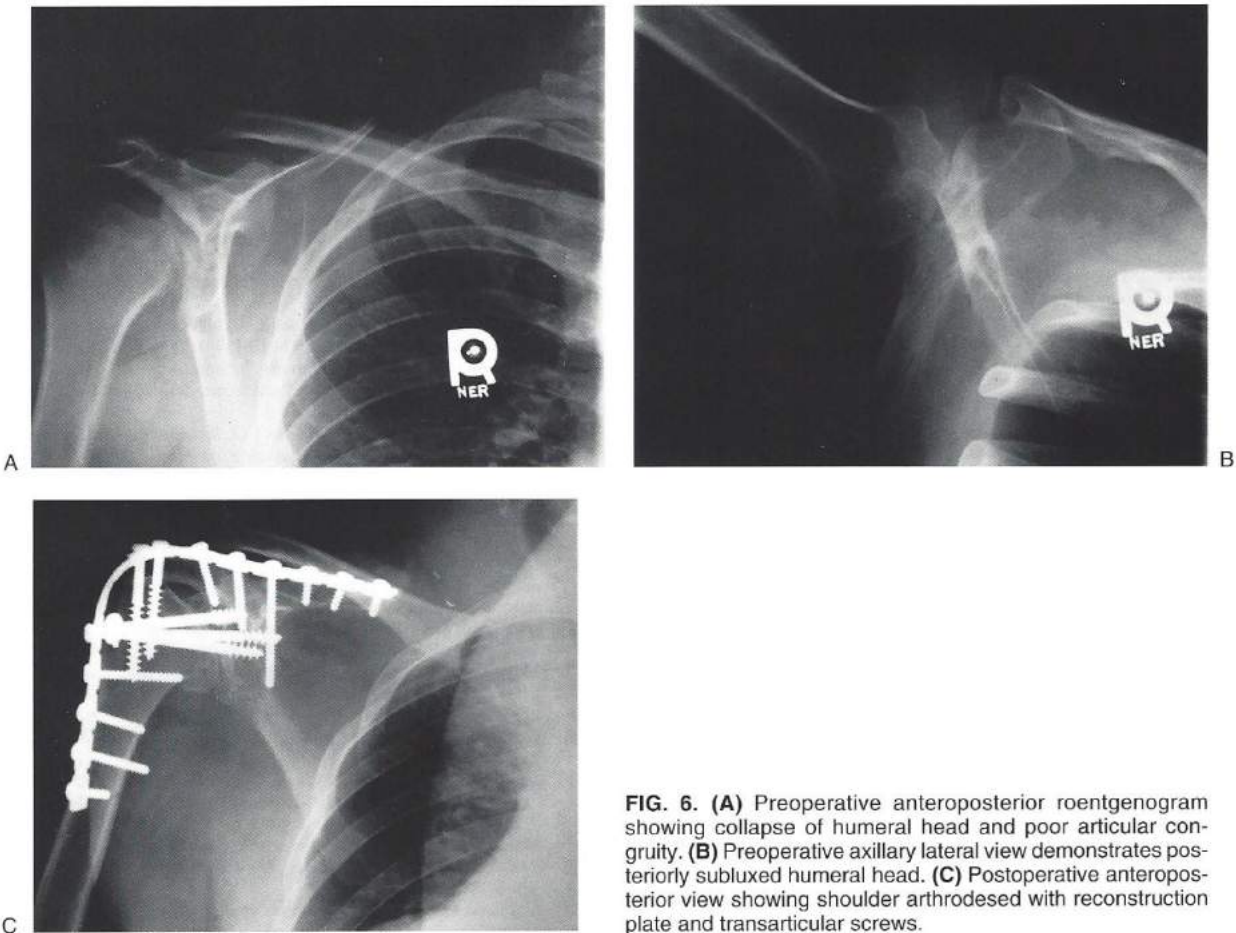 R
NER
R
NER
A
B
C
FIG. 6. (A) Preoperative anteroposterior roentgenogram
showing collapse of humeral head and poor articular con-
gruity. (B) Preoperative axillary lateral view demonstrates pos-
teriorly subluxed humeral head. (C) Postoperative anteropos-
terior view showing shoulder arthrodesed with reconstruction
plate and transarticular screws.